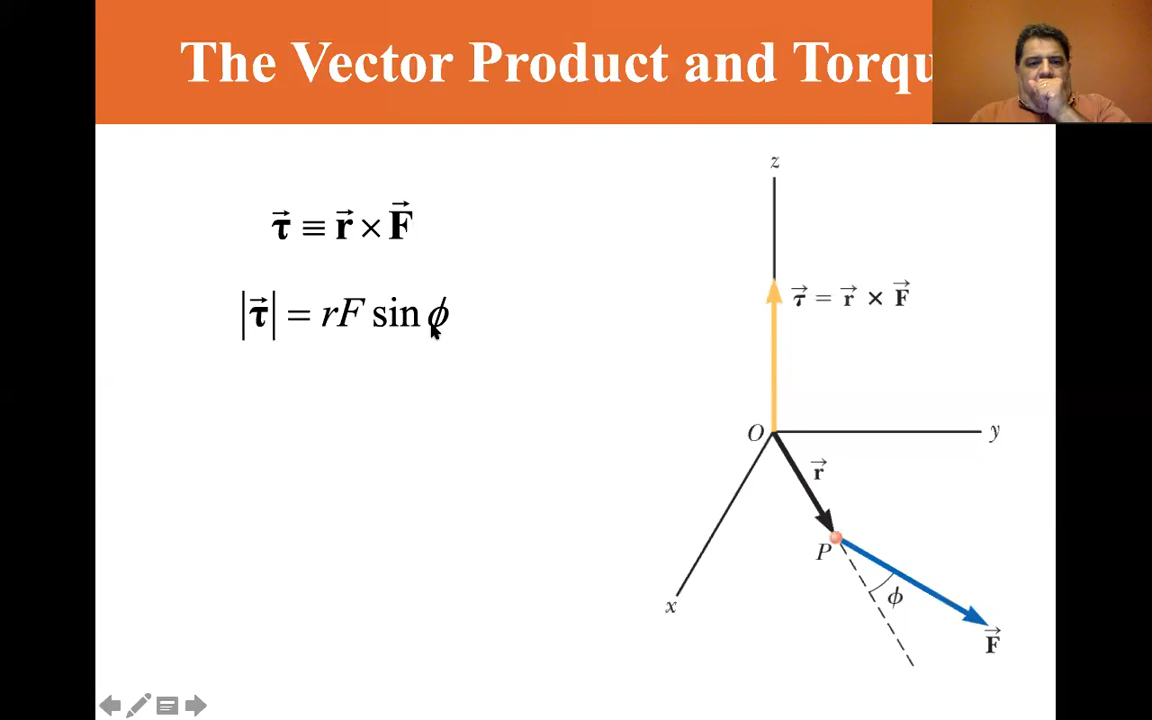 The Vector Product and Torqu
τ⃗ ≡ r⃗ × F⃗
|τ⃗| = rF sin ϕ
z
τ⃗ = r⃗ × F⃗
O
y
r⃗
P
ϕ
x
F⃗